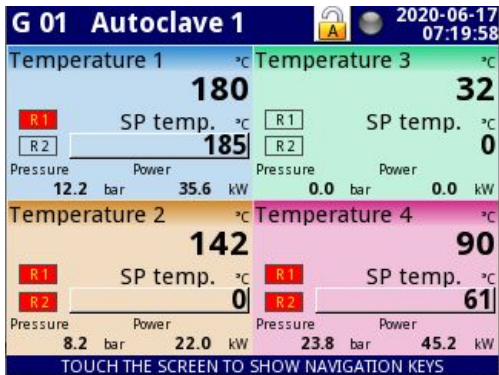 G 01 Autoclave 1 A 2020-06-17
07:19:58
Temperature 1 °C
180
R1 SP temp. °C
R2 185
Pressure Power
12.2 bar 35.6 kW
Temperature 3 °C
32
R1 SP temp. °C
R2 0
Pressure Power
0.0 bar 0.0 kW
Temperature 2 °C
142
R1 SP temp. °C
R2 0
Pressure Power
8.2 bar 22.0 kW
Temperature 4 °C
90
R1 SP temp. °C
R2 61
Pressure Power
23.8 bar 45.2 kW
TOUCH THE SCREEN TO SHOW NAVIGATION KEYS